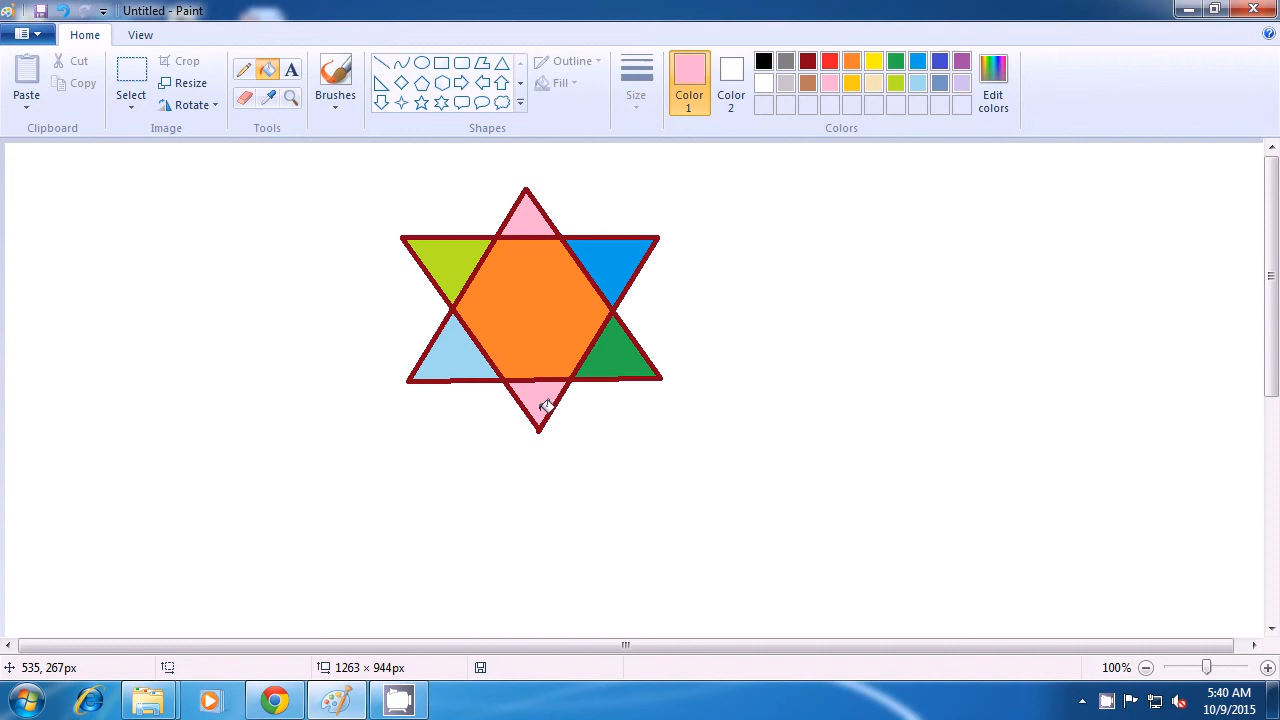 Untitled - Paint
Home View
Paste
Cut
Copy
Clipboard
Select
Crop
Resize
Rotate
Image
A
Tools
Brushes
Outline
Fill
Shapes
Size
Color
1
Color
2
Edit
colors
Colors
535, 267px
1263 × 944px
100%
5:40 AM
10/9/2015